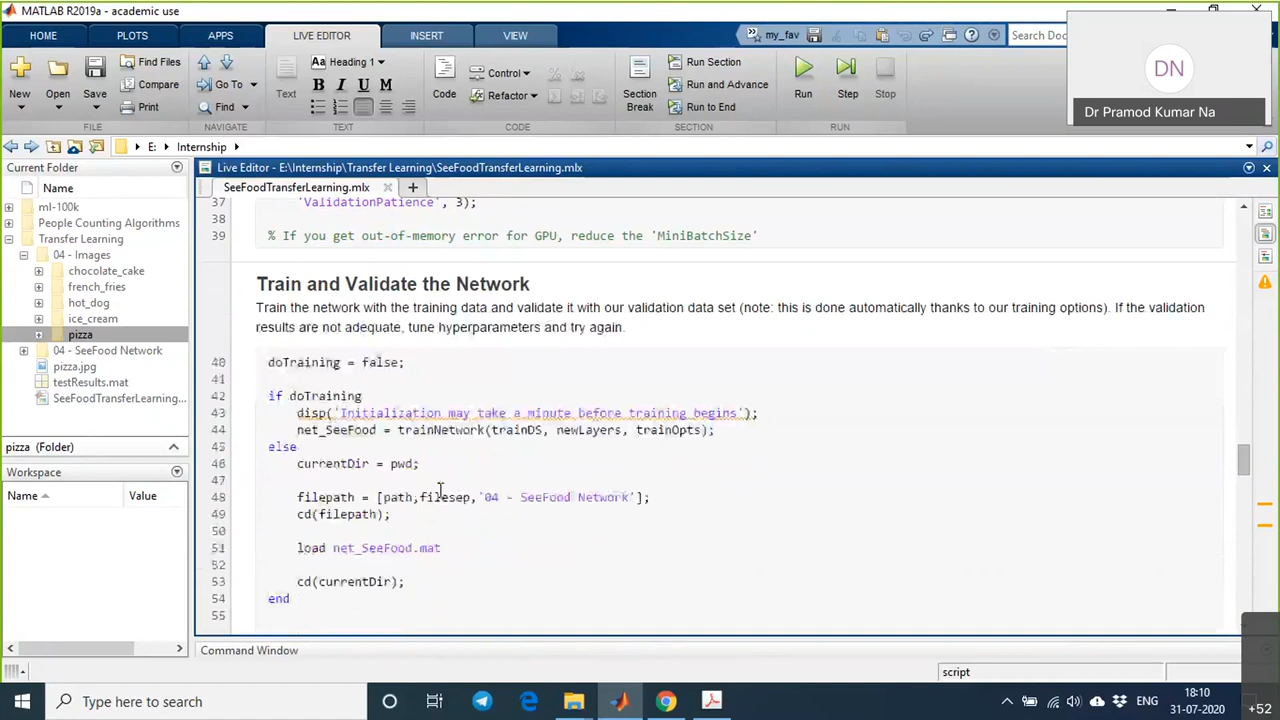 MATLAB R2019a - academic use
HOME
PLOTS
APPS
LIVE EDITOR
INSERT
VIEW
my_fav
Search Doc
DN
Dr Pramod Kumar Na
New
Open
Save
Find Files
Compare
Print
Go To
Find
Text
Aa Heading 1
B I U M
Code
Control
Refactor
Section Break
Run Section
Run and Advance
Run to End
Run
Step
Stop
FILE
NAVIGATE
TEXT
CODE
SECTION
RUN
E: Internship
Current Folder
Name
ml-100k
People Counting Algorithms
Transfer Learning
04 - Images
chocolate_cake
french_fries
hot_dog
ice_cream
pizza
04 - SeeFood Network
pizza.jpg
testResults.mat
SeeFoodTransferLearning...
pizza (Folder)
Workspace
Name
Value
Live Editor - E:\Internship\Transfer Learning\SeeFoodTransferLearning.mlx
SeeFoodTransferLearning.mlx
37 'ValidationPatience', 3);
38
39 % If you get out-of-memory error for GPU, reduce the 'MiniBatchSize'
Train and Validate the Network
Train the network with the training data and validate it with our validation data set (note: this is done automatically thanks to our training options). If the validation
results are not adequate, tune hyperparameters and try again.
40 doTraining = false;
41
42 if doTraining
43 disp('Initialization may take a minute before training begins');
44 net_SeeFood = trainNetwork(trainDS, newLayers, trainOpts);
45 else
46 currentDir = pwd;
47
48 filepath = [path,filesep,'04 - SeeFood Network'];
49 cd(filepath);
50
51 load net_SeeFood.mat
52
53 cd(currentDir);
54 end
55
Command Window
script
Type here to search
ENG
18:10
31-07-2020
+52